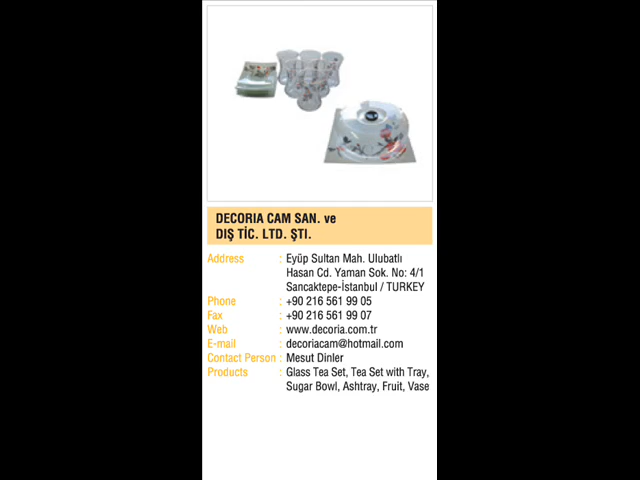 DECORIA CAM SAN. ve
DIŞ TİC. LTD. ŞTI.
Address : Eyüp Sultan Mah. Ulubatlı
Hasan Cd. Yaman Sok. No: 4/1
Sancaktepe-İstanbul / TURKEY
Phone : +90 216 561 99 05
Fax : +90 216 561 99 07
Web : www.decoria.com.tr
E-mail : decoriacam@hotmail.com
Contact Person : Mesut Dinler
Products : Glass Tea Set, Tea Set with Tray,
Sugar Bowl, Ashtray, Fruit, Vase